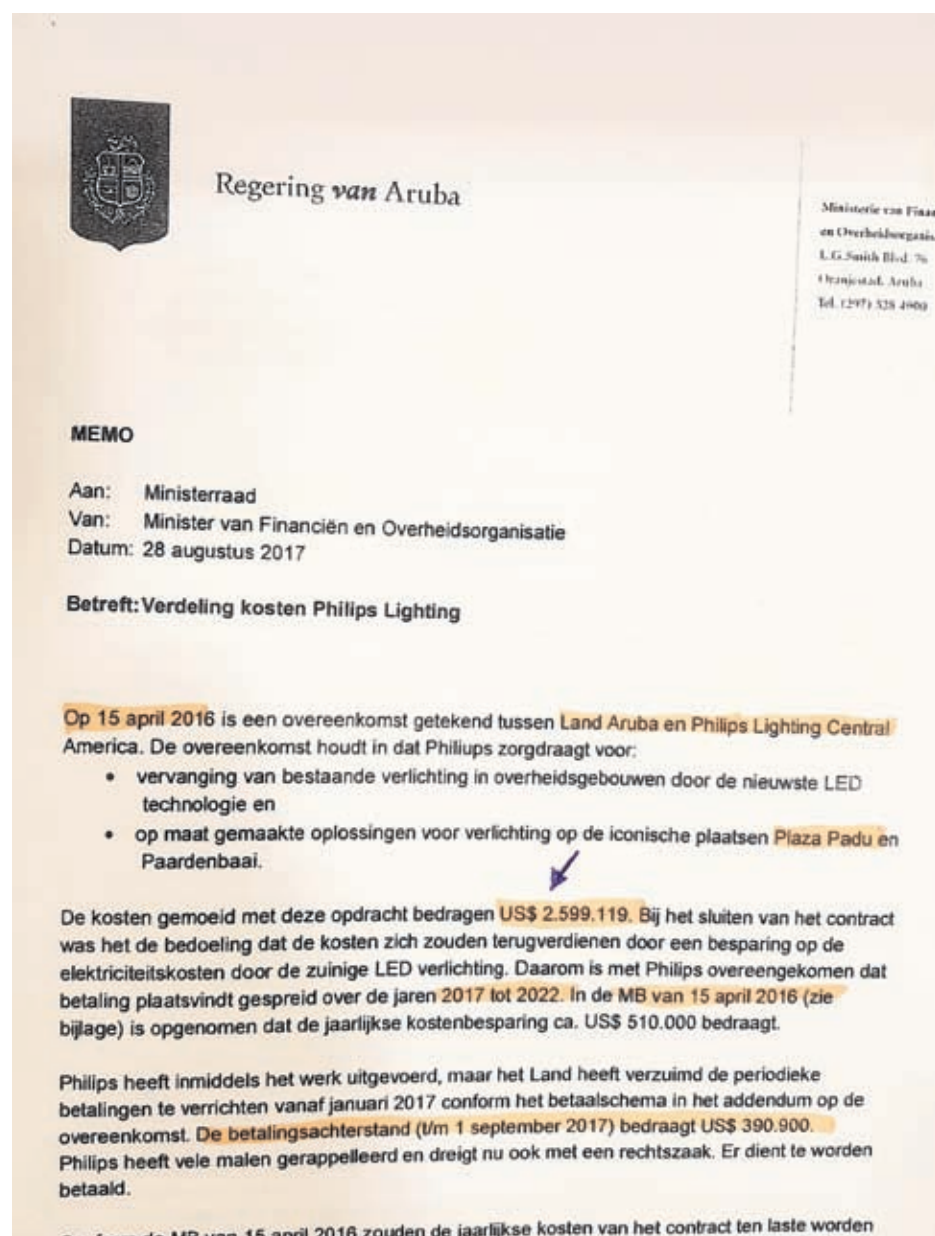 Regering van Aruba
Ministerie van
en
L.G.Smith Blvd. 76
Oranjestad, Aruba
Tel. (297) 528 4900
MEMO
Aan: Ministerraad
Van: Minister van Financiën en Overheidsorganisatie
Datum: 28 augustus 2017
Betreft: Verdeling kosten Philips Lighting
Op 15 april 2016 is een overeenkomst getekend tussen Land Aruba en Philips Lighting Central
America. De overeenkomst houdt in dat Philiups zorgdraagt voor:
• vervanging van bestaande verlichting in overheidsgebouwen door de nieuwste LED
technologie en
• op maat gemaakte oplossingen voor verlichting op de iconische plaatsen Plaza Padu en
Paardenbaai.
De kosten gemoeid met deze opdracht bedragen US$ 2.599.119. Bij het sluiten van het contract
was het de bedoeling dat de kosten zich zouden terugverdienen door een besparing op de
elektriciteitskosten door de zuinige LED verlichting. Daarom is met Philips overeengekomen dat
betaling plaatsvindt gespreid over de jaren 2017 tot 2022. In de MB van 15 april 2016 (zie
bijlage) is opgenomen dat de jaarlijkse kostenbesparing ca. US$ 510.000 bedraagt.
Philips heeft inmiddels het werk uitgevoerd, maar het Land heeft verzuimd de periodieke
betalingen te verrichten vanaf januari 2017 conform het betaalschema in het addendum op de
overeenkomst. De betalingsachterstand (t/m 1 september 2017) bedraagt US$ 390.900.
Philips heeft vele malen gerappelleerd en dreigt nu ook met een rechtszaak. Er dient te worden
betaald.
MB van 15 april 2016 zouden de jaarlijkse kosten van het contract ten laste worden